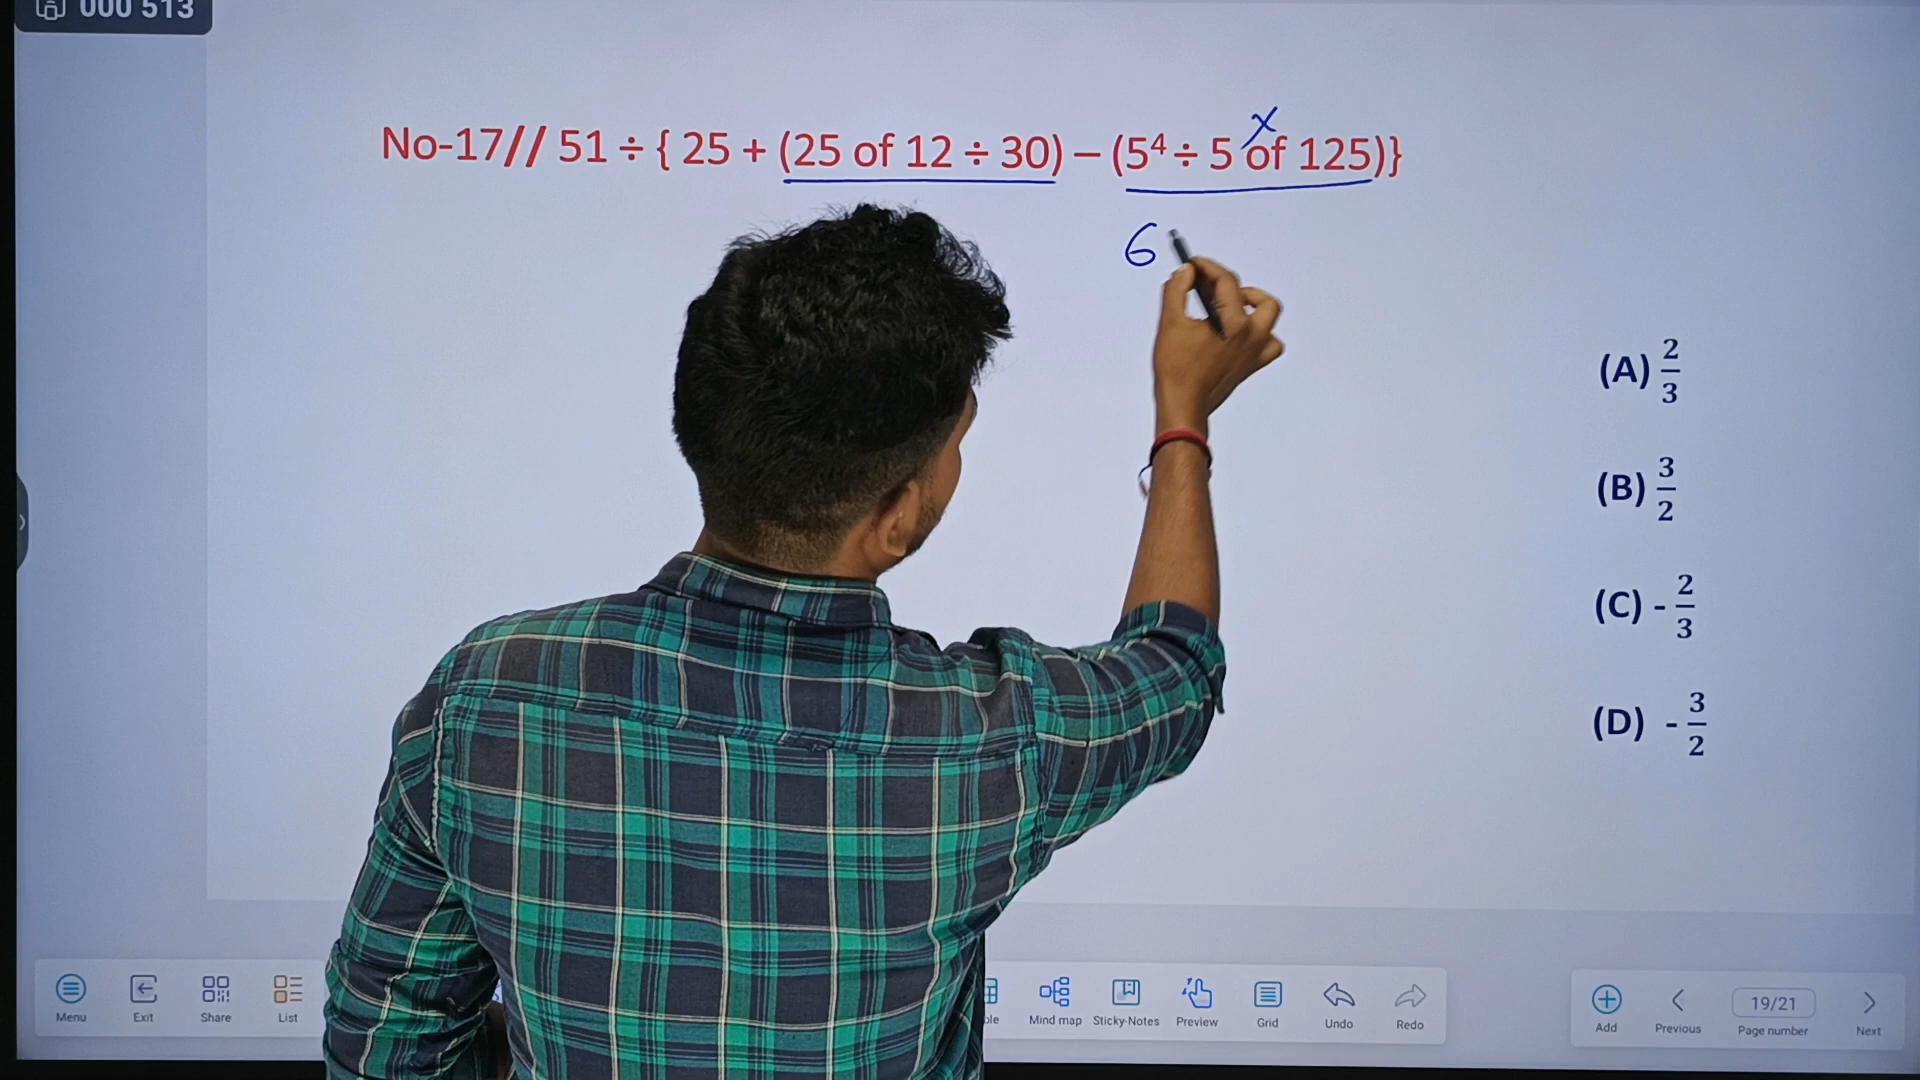 000 513
No-17// 51 ÷ { 25 + (25 of 12 ÷ 30) – (5⁴ ÷ 5 of 125)}
x
6
(A) 2/3
(B) 3/2
(C) - 2/3
(D) - 3/2
Menu Exit Share List Mind map Sticky-Notes Preview Grid Undo Redo Add Previous 19/21 Page number Next